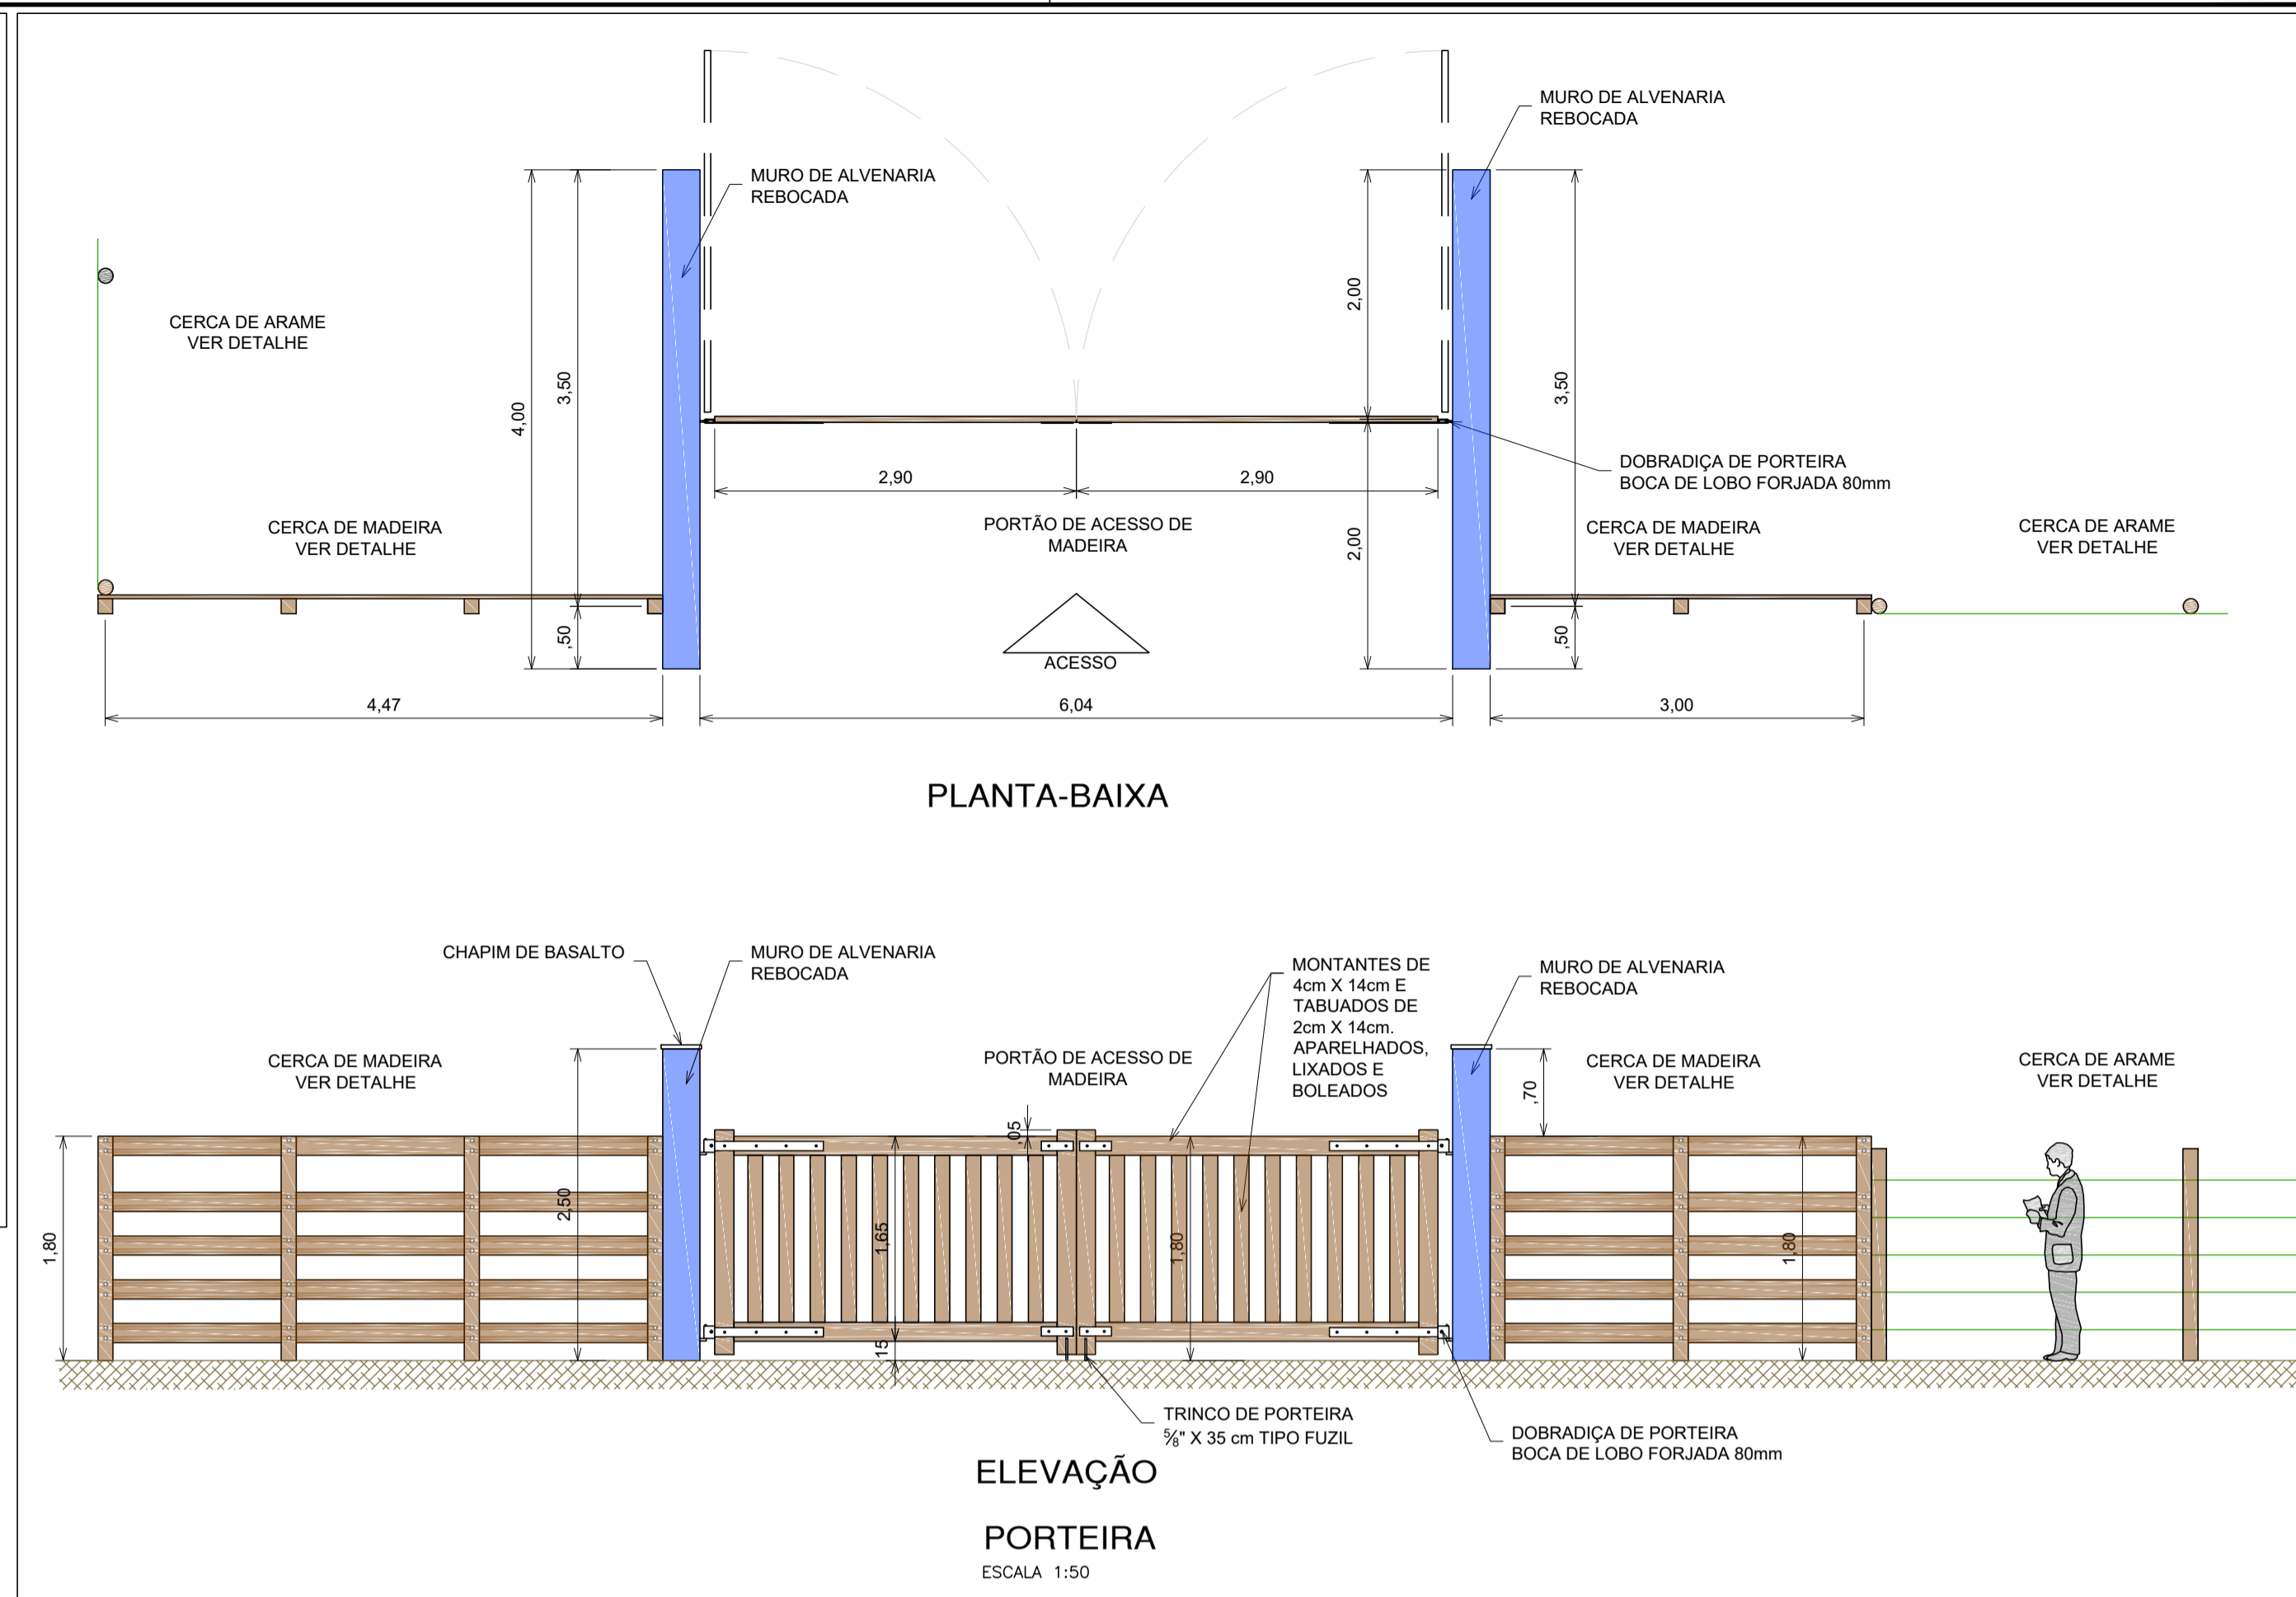 MURO DE ALVENARIA
REBOCADA
MURO DE ALVENARIA
REBOCADA
CERCA DE ARAME
VER DETALHE
4,00
3,50
2,00
3,50
DOBRADIÇA DE PORTEIRA
BOCA DE LOBO FORJADA 80mm
2,90
2,90
CERCA DE MADEIRA
VER DETALHE
PORTÃO DE ACESSO DE
MADEIRA
2,00
CERCA DE MADEIRA
VER DETALHE
CERCA DE ARAME
VER DETALHE
,50
,50
ACESSO
4,47
6,04
3,00
PLANTA-BAIXA
CHAPIM DE BASALTO
MURO DE ALVENARIA
REBOCADA
MONTANTES DE
4cm X 14cm E
TABUADOS DE
2cm X 14cm.
APARELHADOS,
LIXADOS E
BOLEADOS
MURO DE ALVENARIA
REBOCADA
CERCA DE MADEIRA
VER DETALHE
PORTÃO DE ACESSO DE
MADEIRA
,70
CERCA DE MADEIRA
VER DETALHE
CERCA DE ARAME
VER DETALHE
,05
1,80
2,50
1,65
1,80
1,80
15
TRINCO DE PORTEIRA
5⁄8" X 35 cm TIPO FUZIL
DOBRADIÇA DE PORTEIRA
BOCA DE LOBO FORJADA 80mm
ELEVAÇÃO
PORTEIRA
ESCALA 1:50